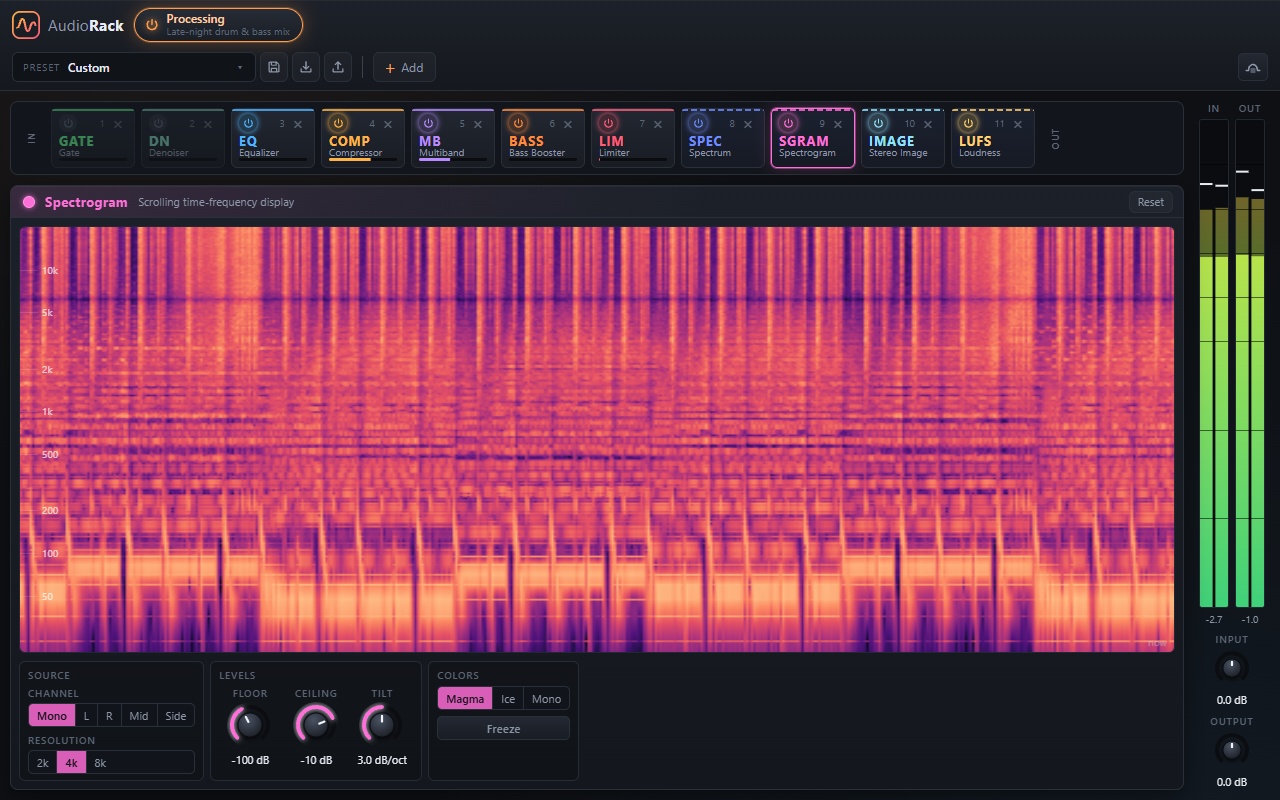 AudioRack
Processing
Late-night drum & bass mix
PRESET Custom
+ Add
IN
1 ×
GATE
Gate
2 ×
DN
Denoiser
3 ×
EQ
Equalizer
4 ×
COMP
Compressor
5 ×
MB
Multiband
6 ×
BASS
Bass Booster
7 ×
LIM
Limiter
8 ×
SPEC
Spectrum
9 ×
SGRAM
Spectrogram
10 ×
IMAGE
Stereo Image
11 ×
LUFS
Loudness
OUT
IN OUT
Spectrogram Scrolling time-frequency display
Reset
10k
5k
2k
1k
500
200
100
50
now
-2.7 -1.0
INPUT
0.0 dB
OUTPUT
0.0 dB
SOURCE
CHANNEL
Mono L R Mid Side
RESOLUTION
2k 4k 8k
LEVELS
FLOOR CEILING TILT
-100 dB -10 dB 3.0 dB/oct
COLORS
Magma Ice Mono
Freeze